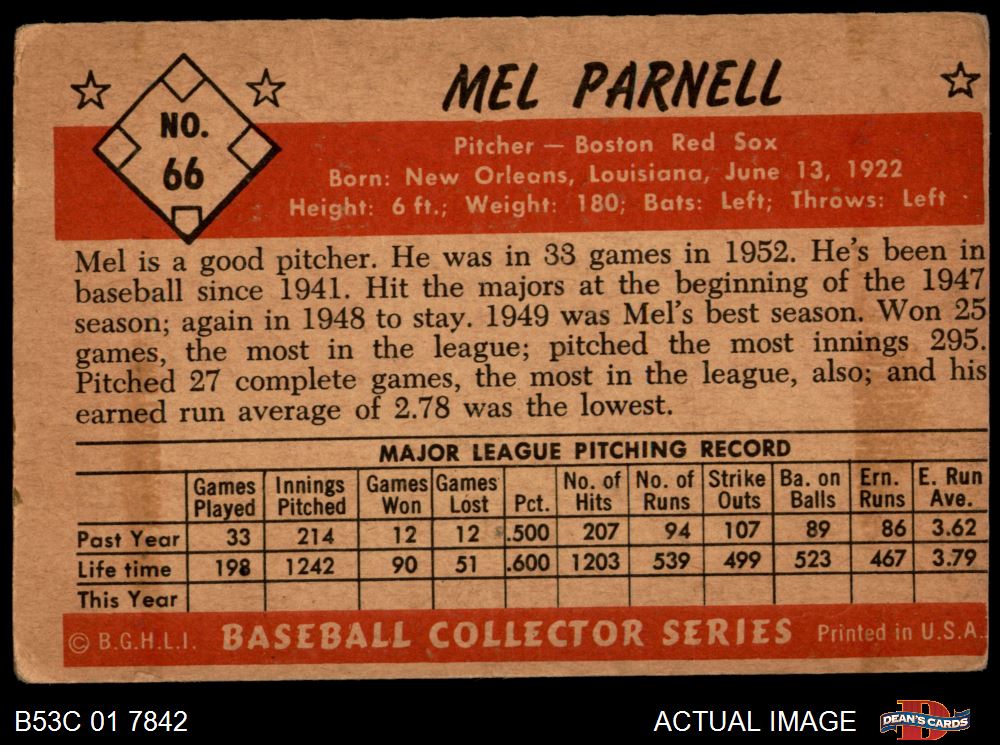 MEL PARNELL
NO.
66
Pitcher — Boston Red Sox
Born: New Orleans, Louisiana, June 13, 1922
Height: 6 ft.; Weight: 180; Bats: Left; Throws: Left
Mel is a good pitcher. He was in 33 games in 1952. He's been in
baseball since 1941. Hit the majors at the beginning of the 1947
season; again in 1948 to stay. 1949 was Mel's best season. Won 25
games, the most in the league; pitched the most innings 295.
Pitched 27 complete games, the most in the league, also; and his
earned run average of 2.78 was the lowest.
MAJOR LEAGUE PITCHING RECORD
Games Played Innings Pitched Games Won Games Lost Pct. No. of Hits No. of Runs Strike Outs Ba. on Balls Ern. Runs E. Run Ave.
Past Year 33 214 12 12 .500 207 94 107 89 86 3.62
Life time 198 1242 90 51 .600 1203 539 499 523 467 3.79
This Year
© B.G.H.L.I. BASEBALL COLLECTOR SERIES Printed in U.S.A.
B53C 01 7842 ACTUAL IMAGE DEAN'S CARDS